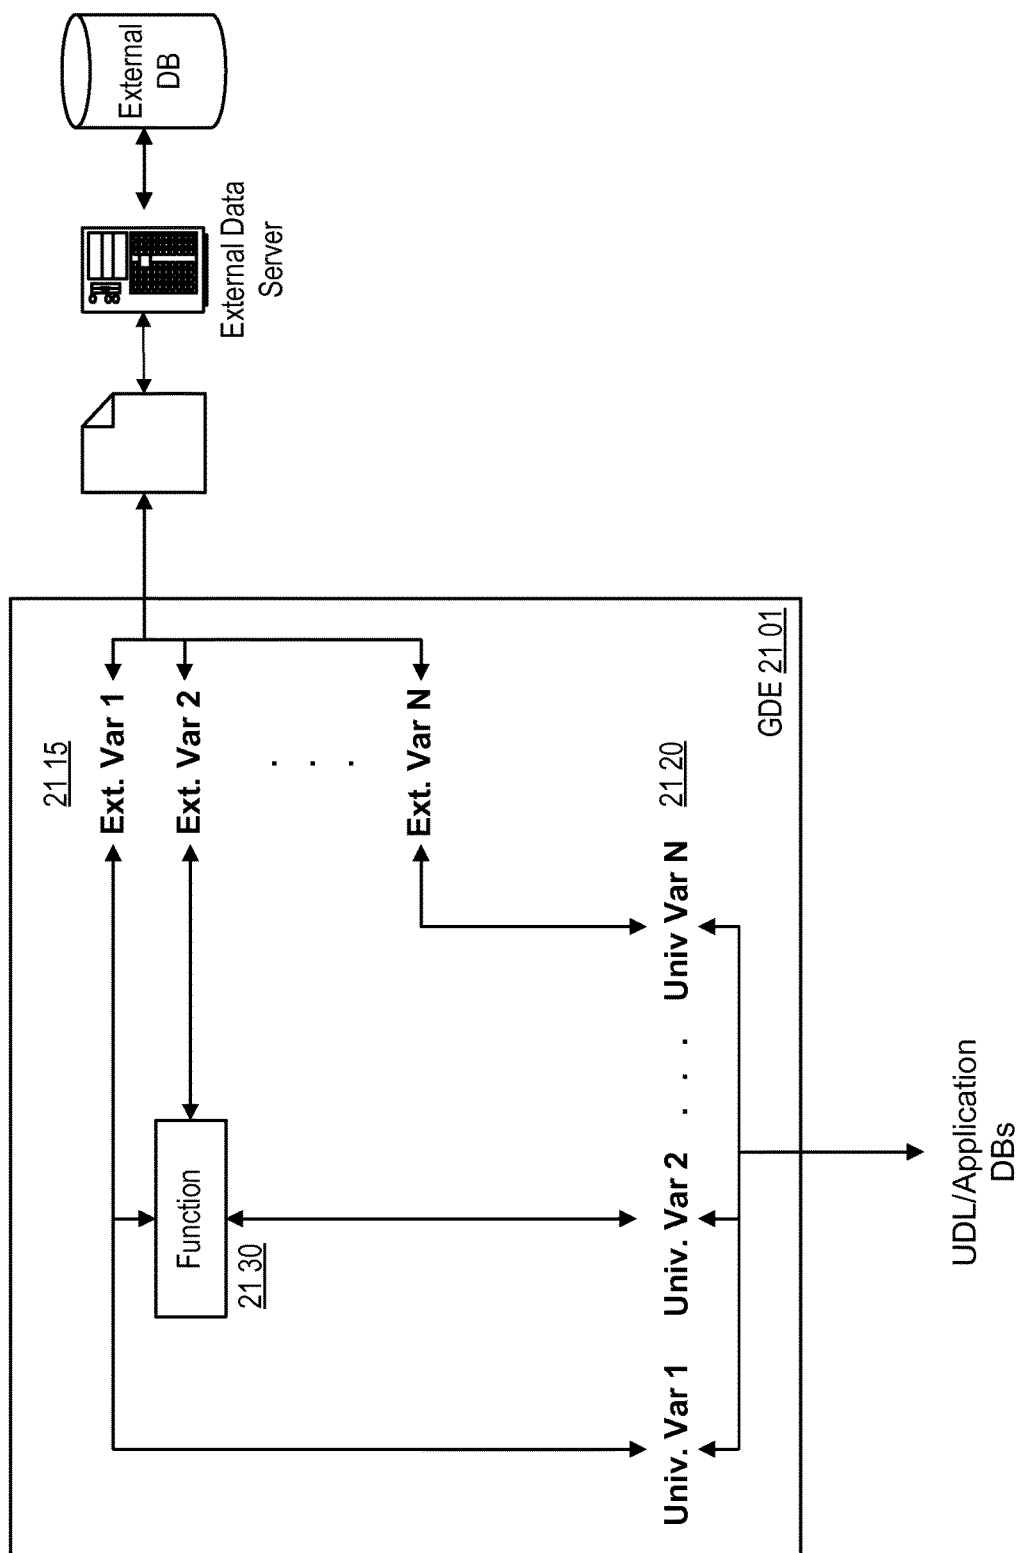 External
DB
External Data
Server
21 15
Ext. Var 1
Ext. Var 2
. . .
Ext. Var N
Function
21 30
Univ. Var 1
Univ. Var 2
. . .
Univ Var N
21 20
GDE 21 01
UDL/Application
DBs